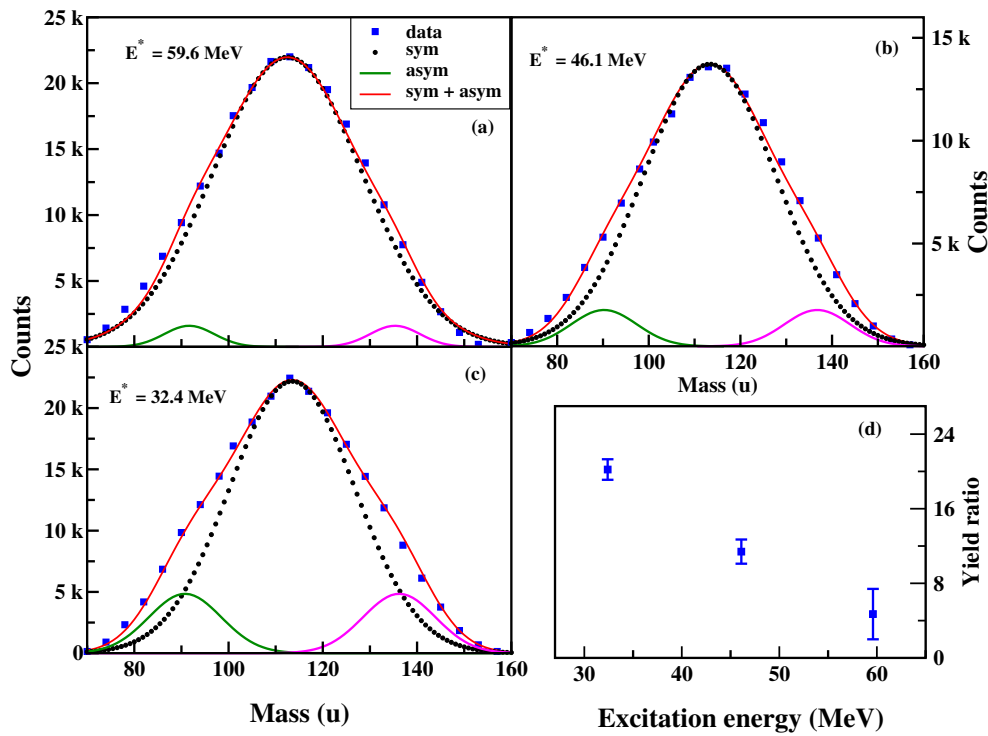 25 k
20 k
15 k
10 k
5 k
25 k
E* = 59.6 MeV
data
sym
asym
sym + asym
(a)
E* = 46.1 MeV
(b)
15 k
10 k
5 k
Counts
80 100 120 140 160
Mass (u)
Counts
20 k
15 k
10 k
5 k
0
E* = 32.4 MeV
(c)
80 100 120 140 160
Mass (u)
(d)
24
16
8
0
Yield ratio
30 40 50 60
Excitation energy (MeV)